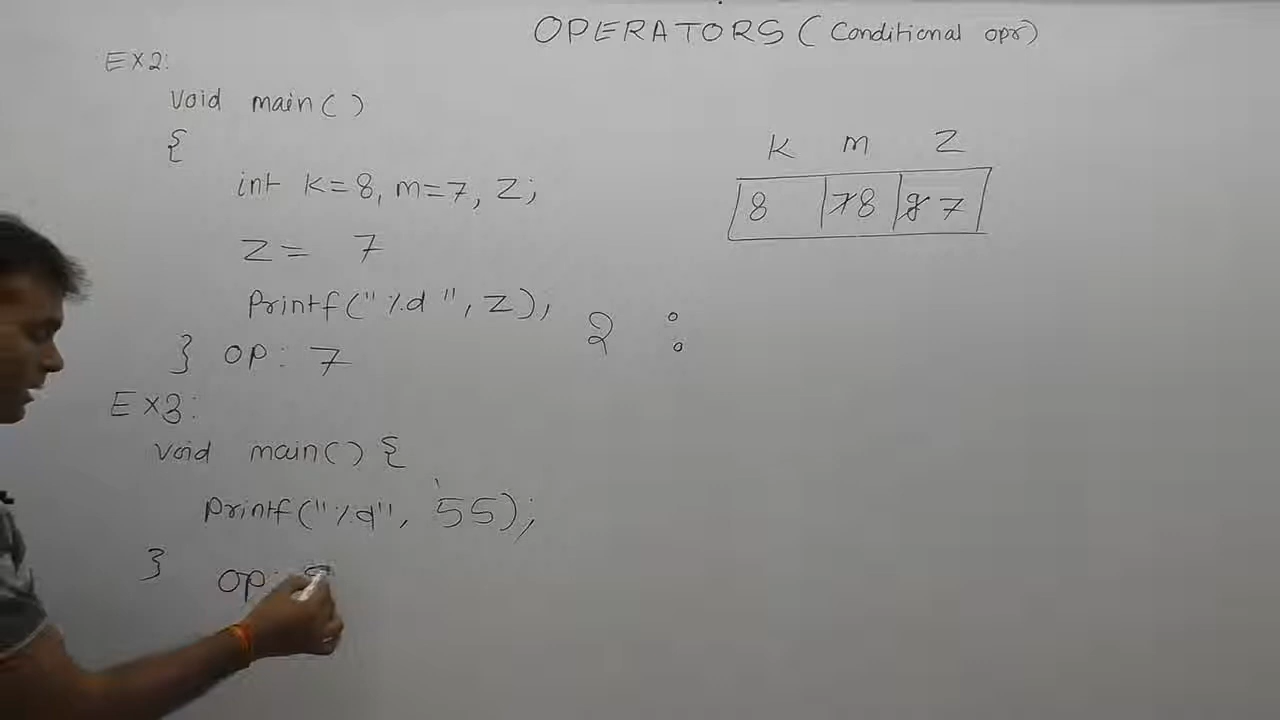 OPERATORS (Conditional opr)
EX2:
void main()
{
int k=8, m=7, Z;
Z = 7
Printf("%d", Z);
} OP: 7
EX3:
void main() {
Printf("%d", 55);
}
OP:
K m Z
8 78 8 7
? :